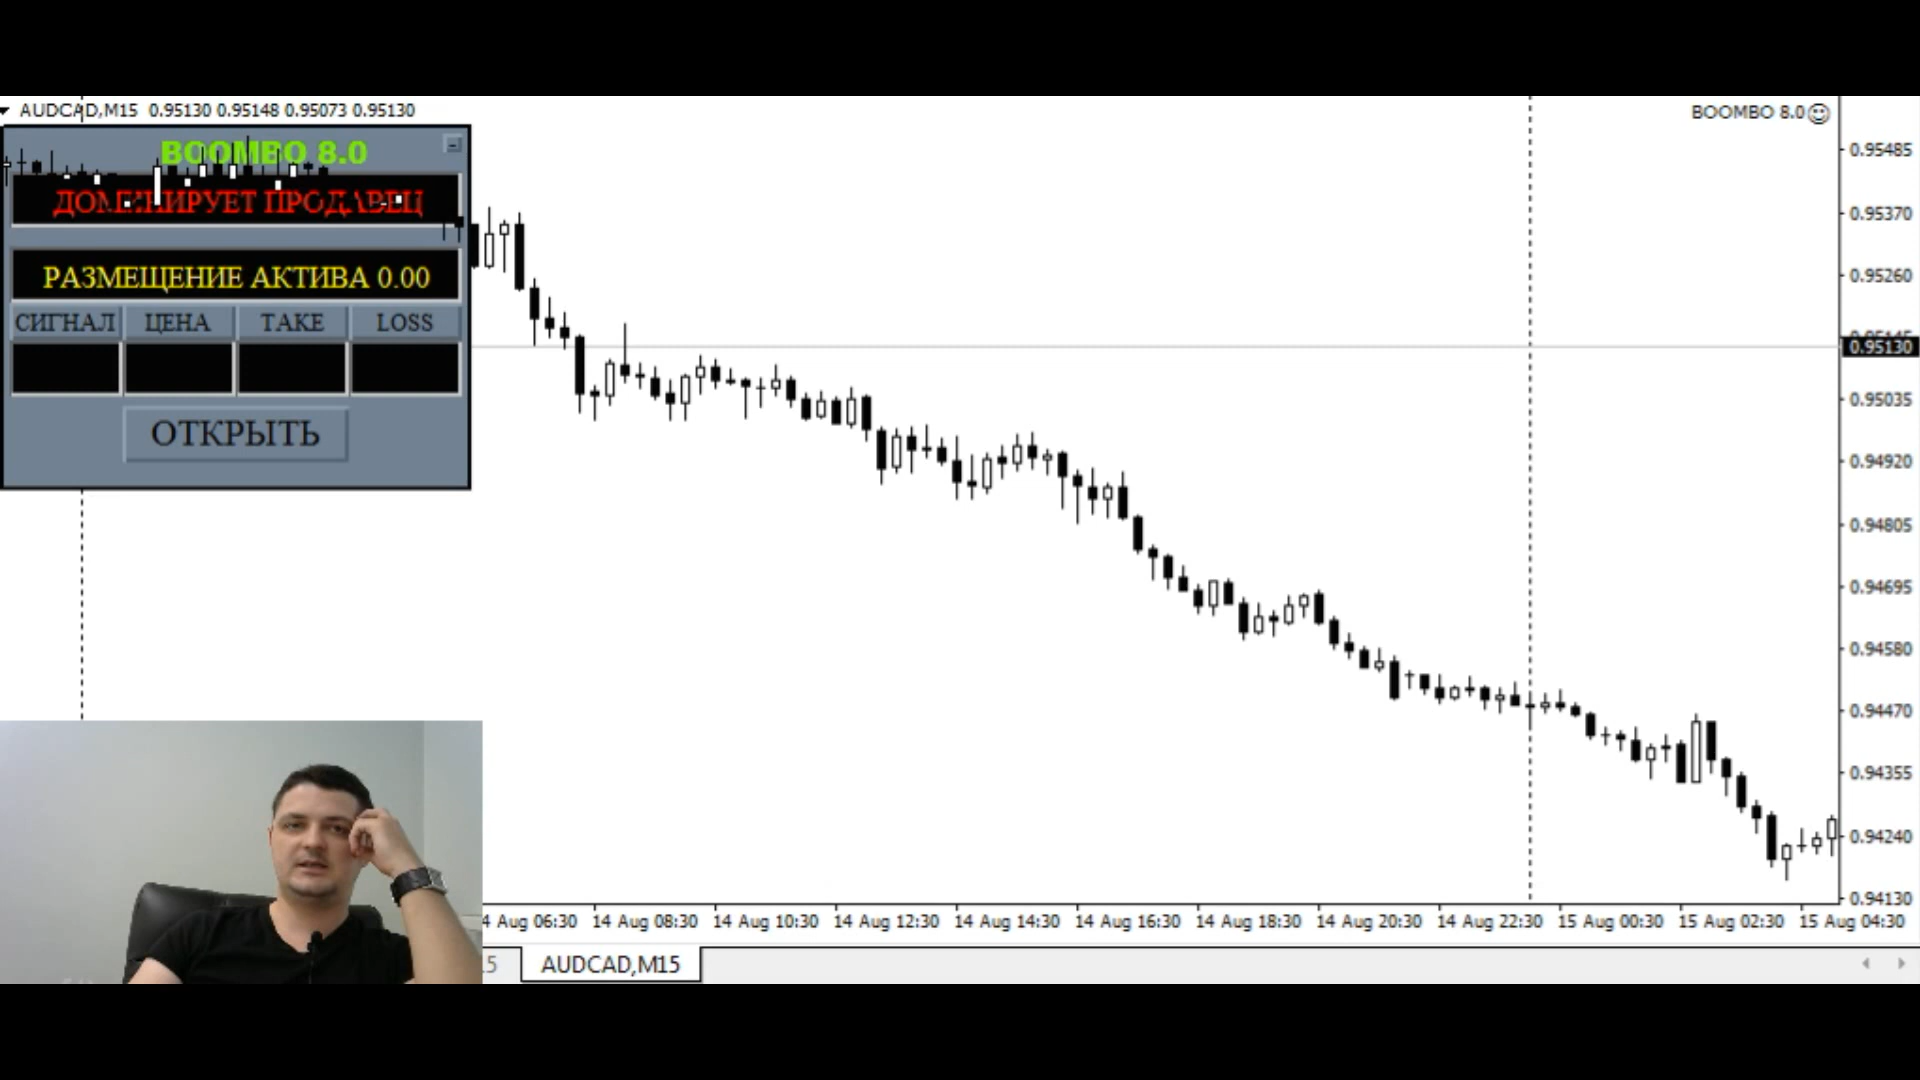 AUDCAD,M15 0.95130 0.95148 0.95073 0.95130
BOOMBO 8.0
BOOMBO 8.0
ДОМИНИРУЕТ ПРОДАВЕЦ
РАЗМЕЩЕНИЕ АКТИВА 0.00
СИГНАЛ ЦЕНА TAKE LOSS
ОТКРЫТЬ
0.95485
0.95370
0.95260
0.95145
0.95130
0.95035
0.94920
0.94805
0.94695
0.94580
0.94470
0.94355
0.94240
0.94130
4 Aug 06:30 14 Aug 08:30 14 Aug 10:30 14 Aug 12:30 14 Aug 14:30 14 Aug 16:30 14 Aug 18:30 14 Aug 20:30 14 Aug 22:30 15 Aug 00:30 15 Aug 02:30 15 Aug 04:30
15 AUDCAD,M15